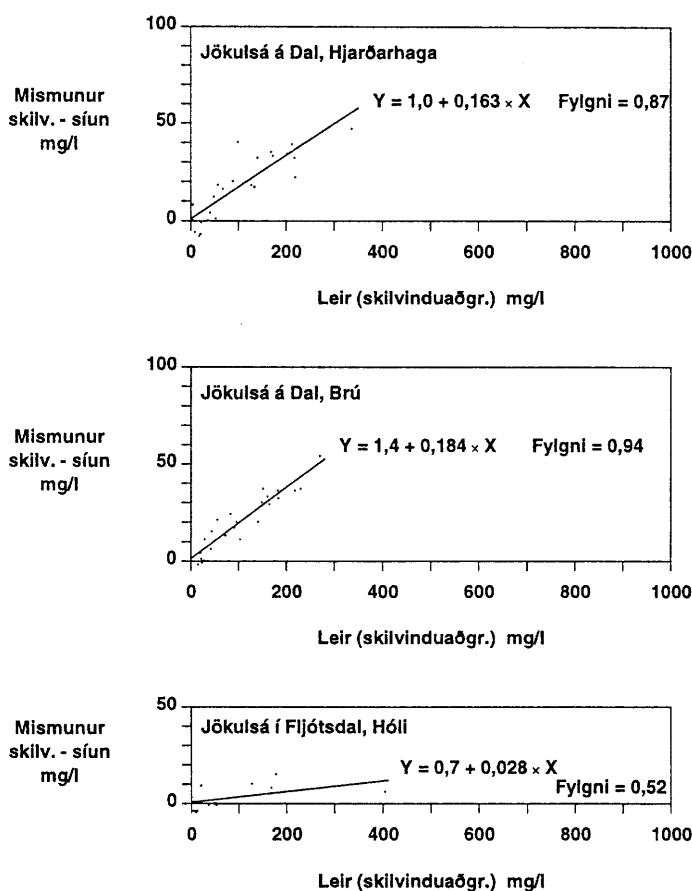 100
Jökulsá á Dal, Hjarðarhaga
Mismunur
skilv. - síun
mg/l
Y = 1,0 + 0,163 × X Fylgni = 0,87
50
0
0 200 400 600 800 1000
Leir (skilvinduaðgr.) mg/l
100
Jökulsá á Dal, Brú
Mismunur
skilv. - síun
mg/l
Y = 1,4 + 0,184 × X Fylgni = 0,94
50
0
0 200 400 600 800 1000
Leir (skilvinduaðgr.) mg/l
50
Jökulsá í Fljótsdal, Hóli
Mismunur
skilv. - síun
mg/l
Y = 0,7 + 0,028 × X
Fylgni = 0,52
0
0 200 400 600 800 1000
Leir (skilvinduaðgr.) mg/l